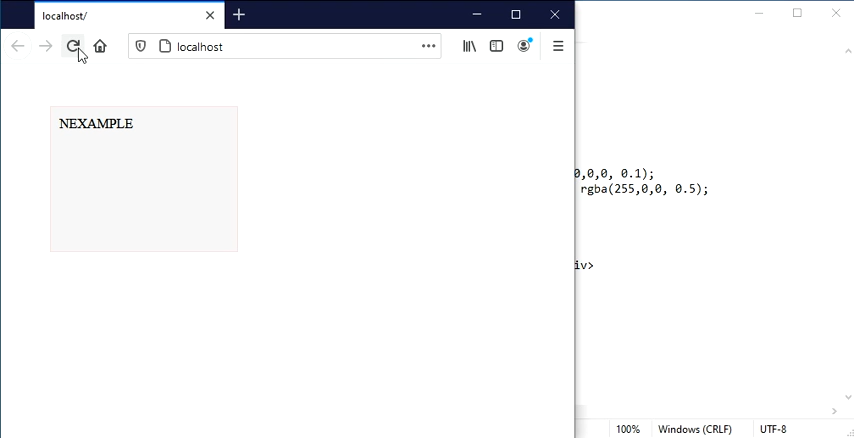 localhost/
localhost
NEXAMPLE
0,0,0, 0.1);
rgba(255,0,0, 0.5);
iv>
100%
Windows (CRLF)
UTF-8